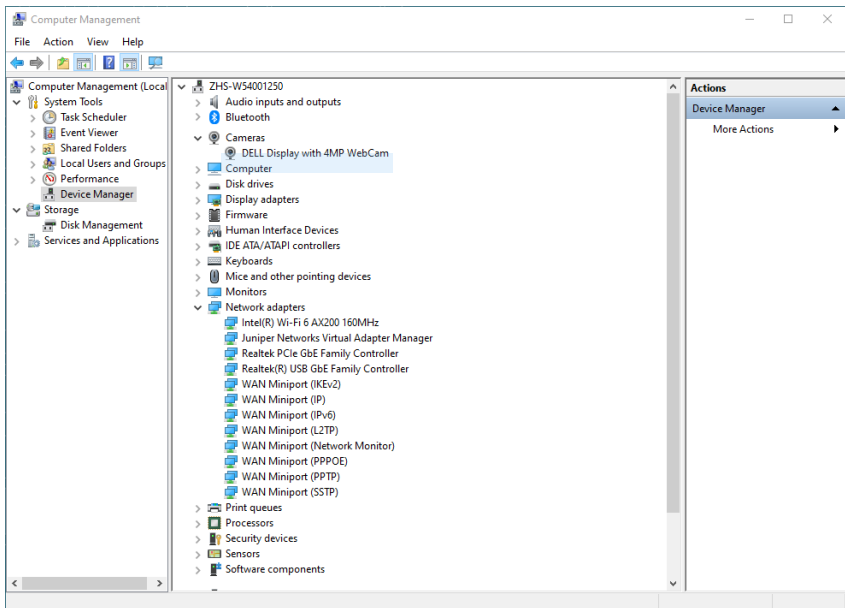 Computer Management
File Action View Help
Computer Management (Local
System Tools
Task Scheduler
Event Viewer
Shared Folders
Local Users and Groups
Performance
Device Manager
Storage
Disk Management
Services and Applications
ZHS-W54001250
Audio inputs and outputs
Bluetooth
Cameras
DELL Display with 4MP WebCam
Computer
Disk drives
Display adapters
Firmware
Human Interface Devices
IDE ATA/ATAPI controllers
Keyboards
Mice and other pointing devices
Monitors
Network adapters
Intel(R) Wi-Fi 6 AX200 160MHz
Juniper Networks Virtual Adapter Manager
Realtek PCIe GbE Family Controller
Realtek(R) USB GbE Family Controller
WAN Miniport (IKEv2)
WAN Miniport (IP)
WAN Miniport (IPv6)
WAN Miniport (L2TP)
WAN Miniport (Network Monitor)
WAN Miniport (PPPOE)
WAN Miniport (PPTP)
WAN Miniport (SSTP)
Print queues
Processors
Security devices
Sensors
Software components
Actions
Device Manager
More Actions